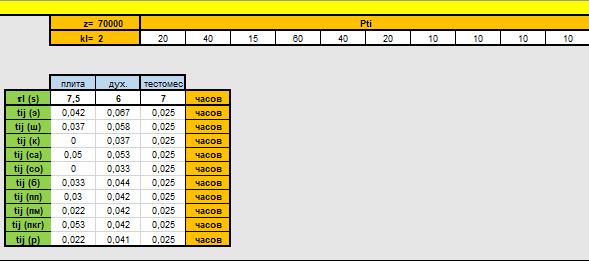 z= 70000 Pti
kl= 2 20 40 15 60 40 20 10 10 10 10
плита дух. тестомес
τl (s) 7,5 6 7 часов
tij (э) 0,042 0,067 0,025 часов
tij (ш) 0,037 0,058 0,025 часов
tij (к) 0 0,037 0,025 часов
tij (са) 0,05 0,053 0,025 часов
tij (со) 0 0,033 0,025 часов
tij (б) 0,033 0,044 0,025 часов
tij (пп) 0,03 0,042 0,025 часов
tij (пм) 0,022 0,042 0,025 часов
tij (пкг) 0,053 0,042 0,025 часов
tij (р) 0,022 0,041 0,025 часов